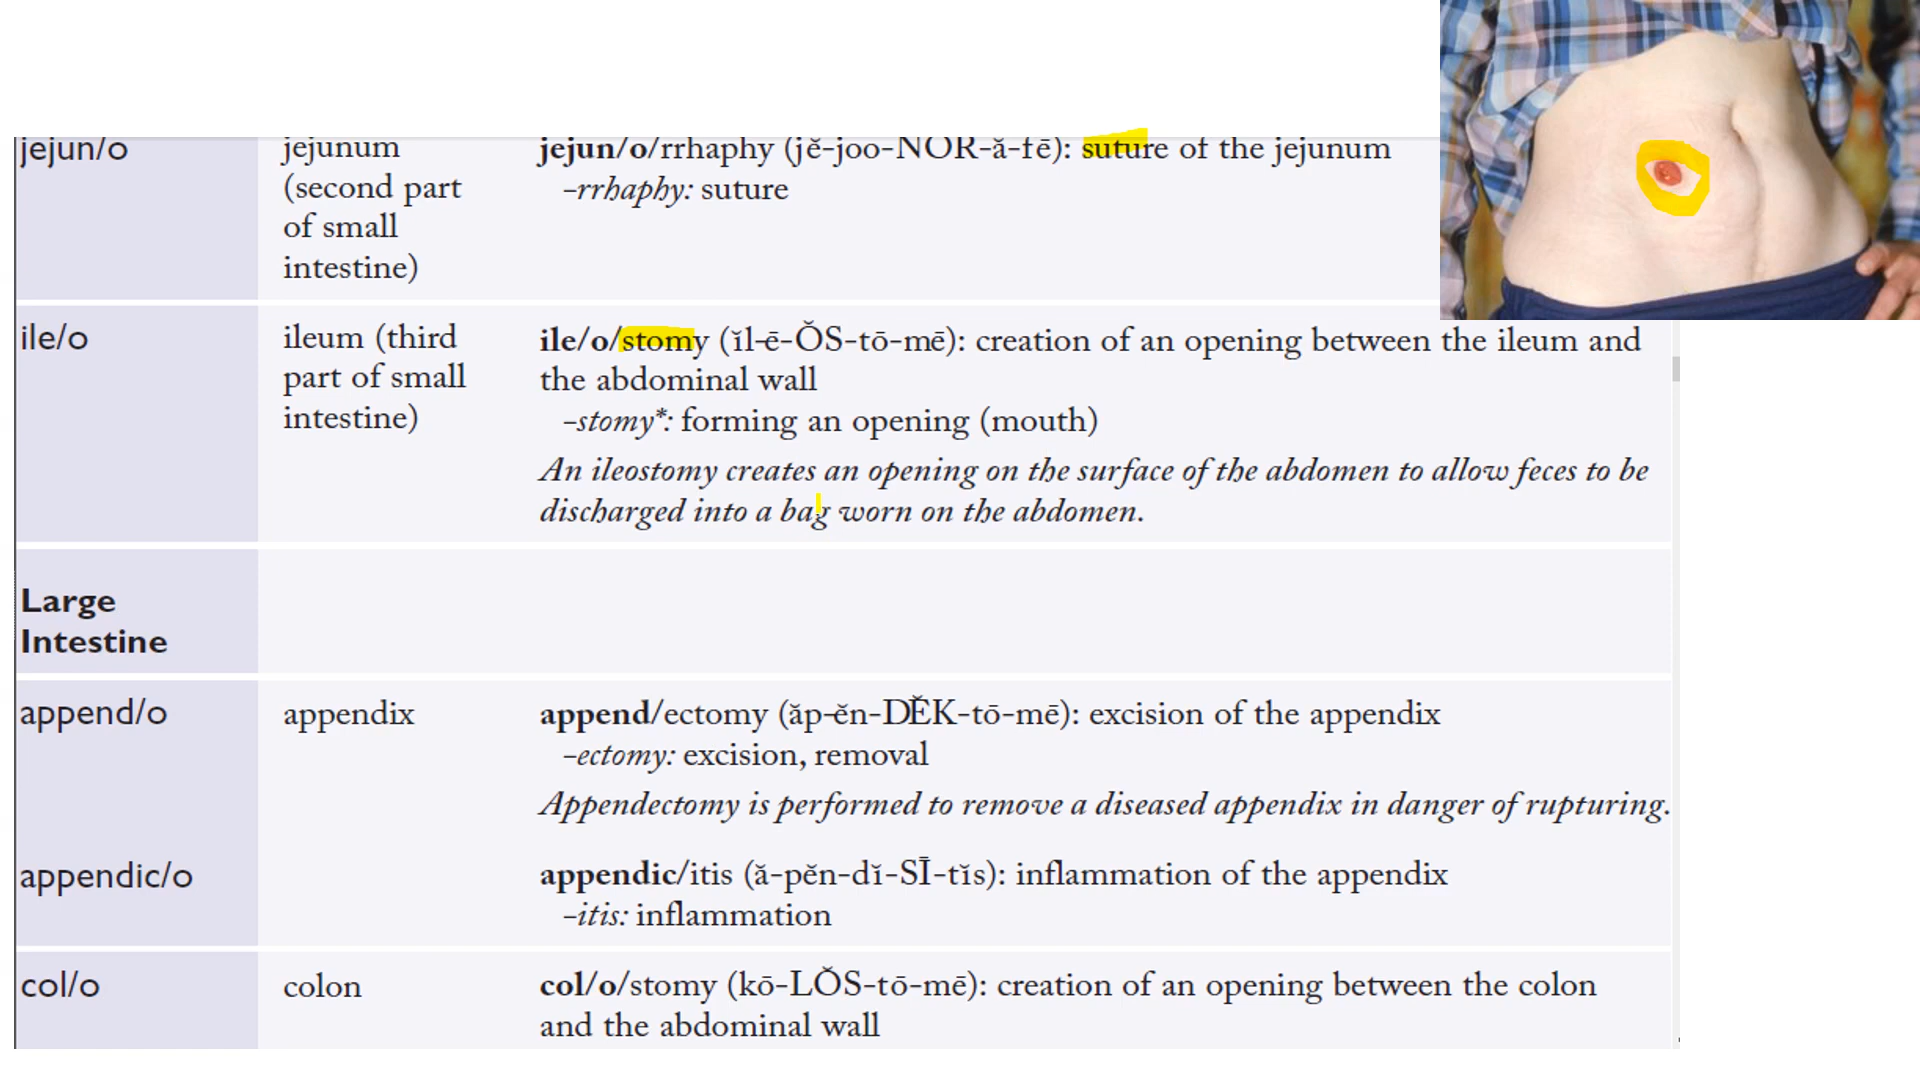 jejun/o
jejunum
(second part
of small
intestine)
jejun/o/rrhaphy (jĕ-joo-NOR-ă-fē): suture of the jejunum
–rrhaphy: suture
ile/o
ileum (third
part of small
intestine)
ile/o/stomy (ĭl-ē-ŎS-tō-mē): creation of an opening between the ileum and
the abdominal wall
–stomy*: forming an opening (mouth)
An ileostomy creates an opening on the surface of the abdomen to allow feces to be
discharged into a bag worn on the abdomen.
Large
Intestine
append/o
appendix
append/ectomy (ăp-ĕn-DĔK-tō-mē): excision of the appendix
–ectomy: excision, removal
Appendectomy is performed to remove a diseased appendix in danger of rupturing.
appendic/o
appendic/itis (ă-pĕn-dĭ-SĪ-tĭs): inflammation of the appendix
–itis: inflammation
col/o
colon
col/o/stomy (kō-LŎS-tō-mē): creation of an opening between the colon
and the abdominal wall